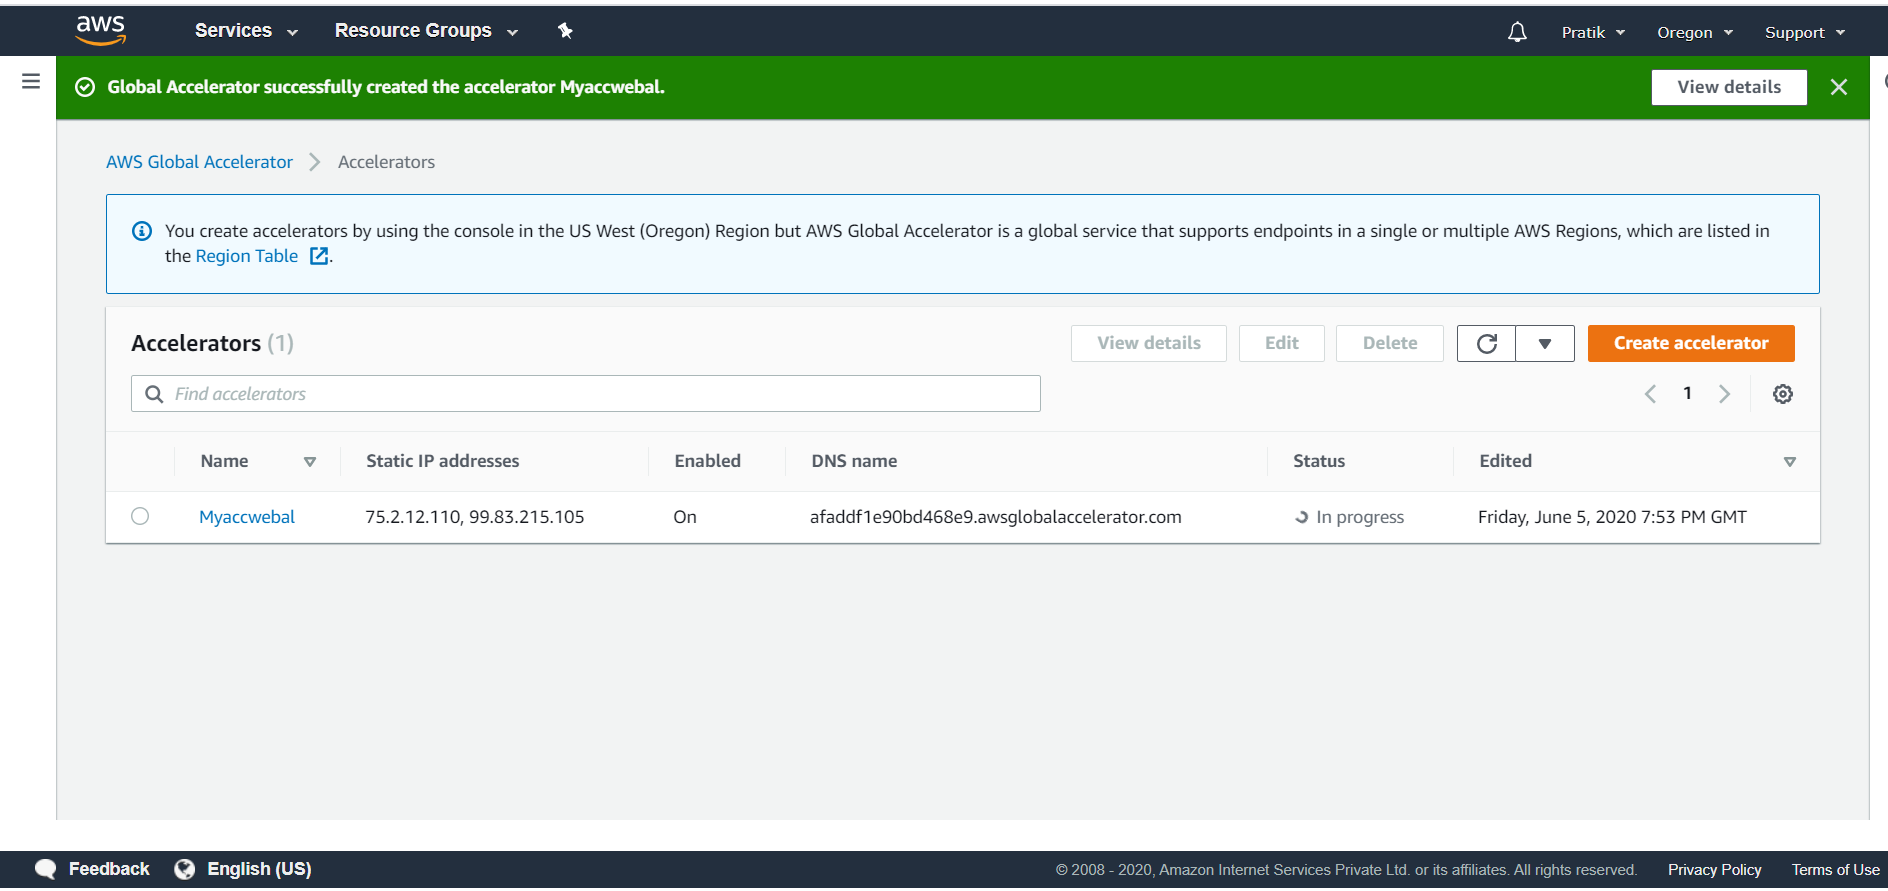 aws Services Resource Groups Pratik Oregon Support
Global Accelerator successfully created the accelerator Myaccwebal. View details
AWS Global Accelerator Accelerators
You create accelerators by using the console in the US West (Oregon) Region but AWS Global Accelerator is a global service that supports endpoints in a single or multiple AWS Regions, which are listed in
the Region Table .
Accelerators (1) View details Edit Delete Create accelerator
Find accelerators 1
Name Static IP addresses Enabled DNS name Status Edited
Myaccwebal 75.2.12.110, 99.83.215.105 On afaddf1e90bd468e9.awsglobalaccelerator.com In progress Friday, June 5, 2020 7:53 PM GMT
Feedback English (US) © 2008 - 2020, Amazon Internet Services Private Ltd. or its affiliates. All rights reserved. Privacy Policy Terms of Use